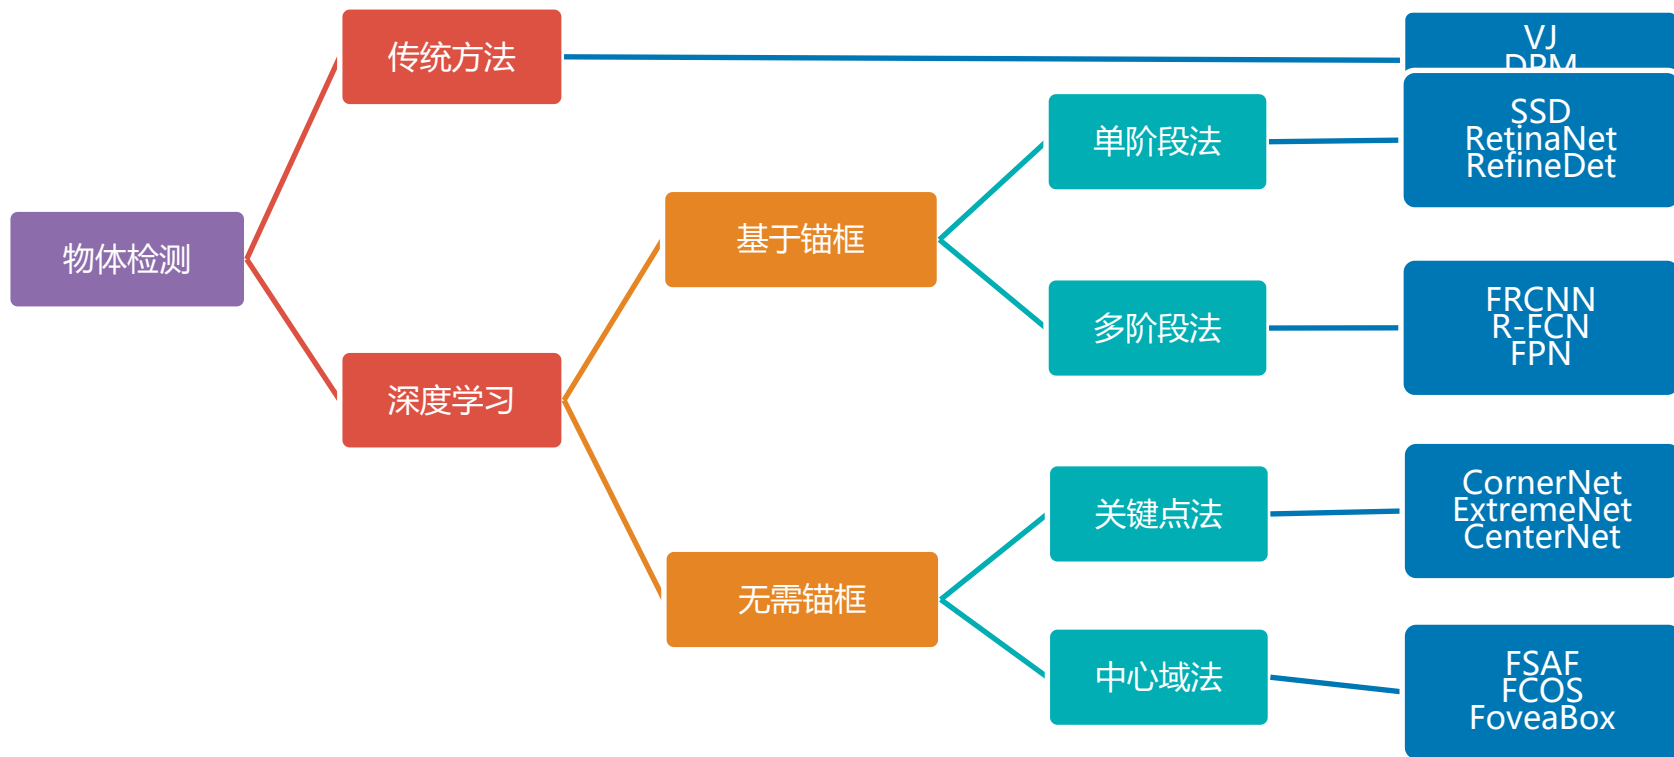 物体检测
传统方法
VJ
DPM
深度学习
基于锚框
单阶段法
SSD
RetinaNet
RefineDet
多阶段法
FRCNN
R-FCN
FPN
无需锚框
关键点法
CornerNet
ExtremeNet
CenterNet
中心域法
FSAF
FCOS
FoveaBox